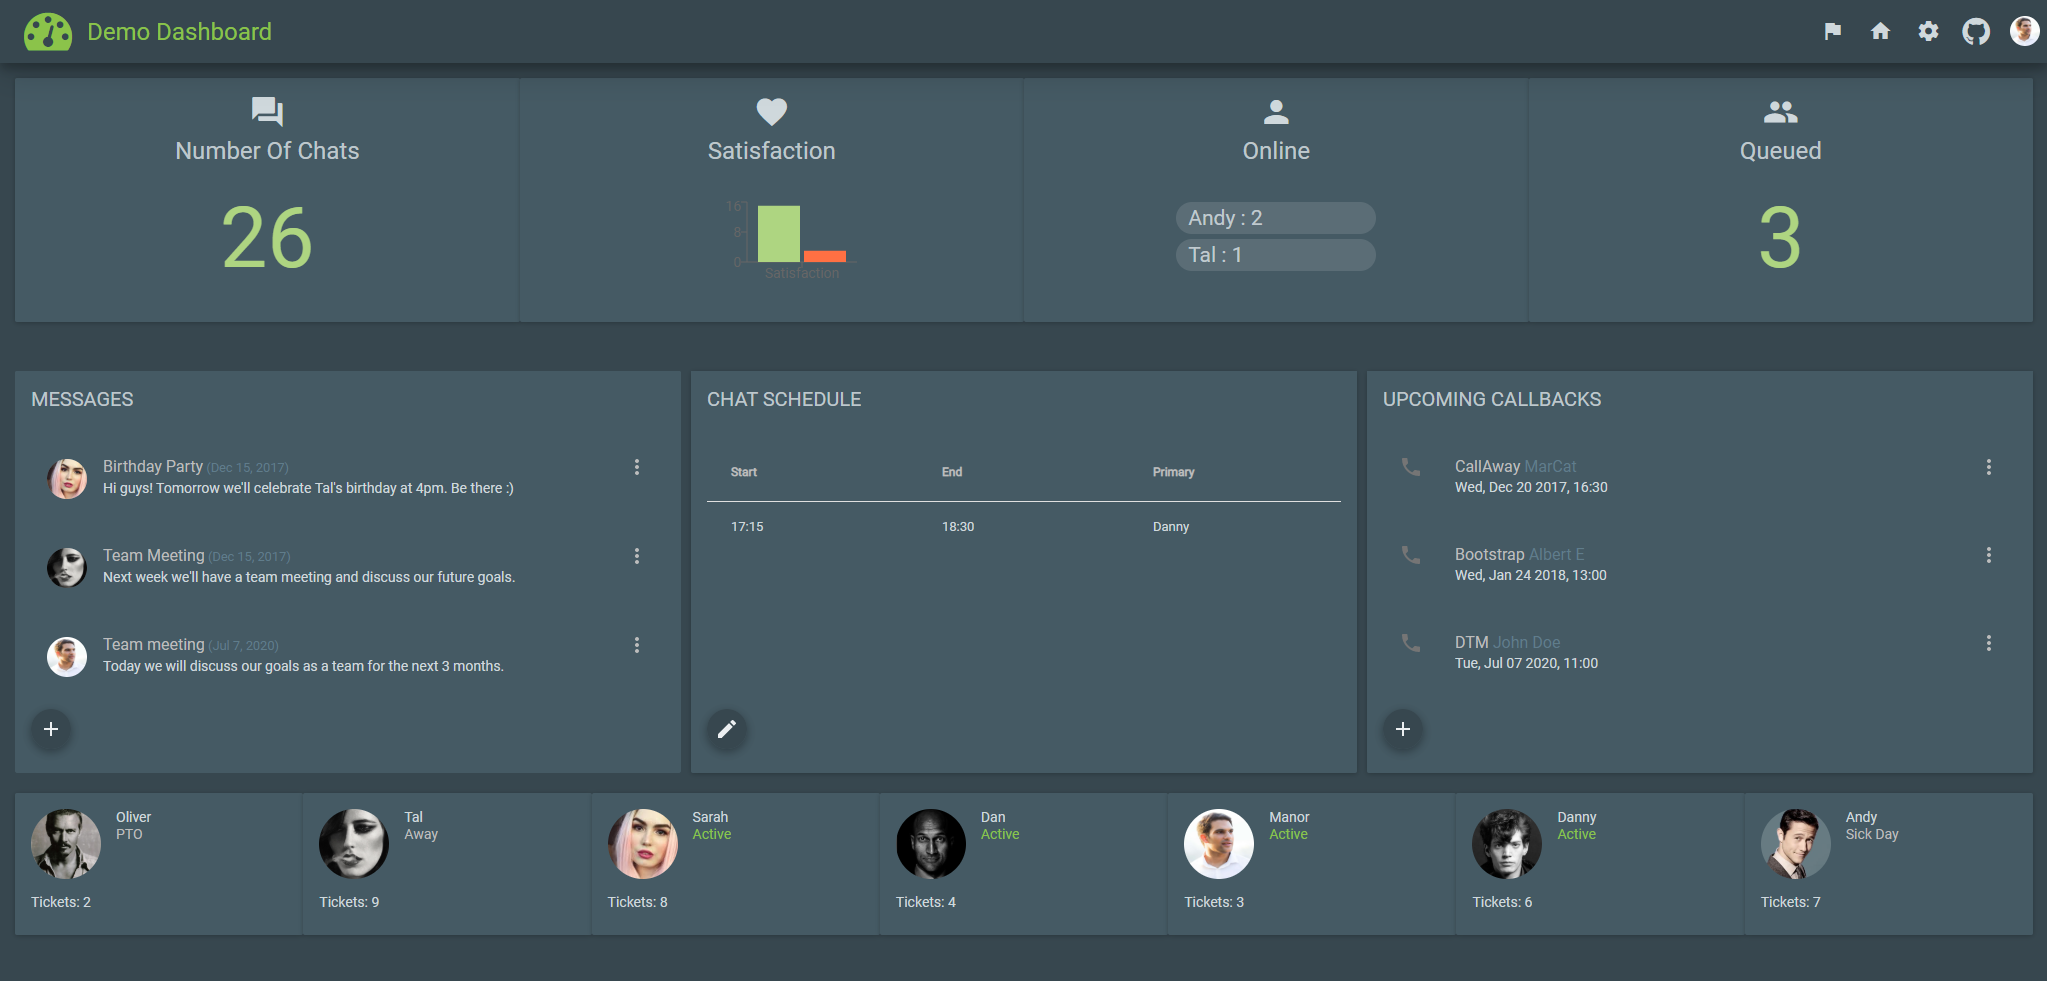 Demo Dashboard
Number Of Chats
26
Satisfaction
16
8
0
Satisfaction
Online
Andy : 2
Tal : 1
Queued
3
MESSAGES
Birthday Party (Dec 15, 2017)
Hi guys! Tomorrow we'll celebrate Tal's birthday at 4pm. Be there :)
Team Meeting (Dec 15, 2017)
Next week we'll have a team meeting and discuss our future goals.
Team meeting (Jul 7, 2020)
Today we will discuss our goals as a team for the next 3 months.
CHAT SCHEDULE
Start End Primary
17:15 18:30 Danny
UPCOMING CALLBACKS
CallAway MarCat
Wed, Dec 20 2017, 16:30
Bootstrap Albert E
Wed, Jan 24 2018, 13:00
DTM John Doe
Tue, Jul 07 2020, 11:00
Oliver
PTO
Tickets: 2
Tal
Away
Tickets: 9
Sarah
Active
Tickets: 8
Dan
Active
Tickets: 4
Manor
Active
Tickets: 3
Danny
Active
Tickets: 6
Andy
Sick Day
Tickets: 7